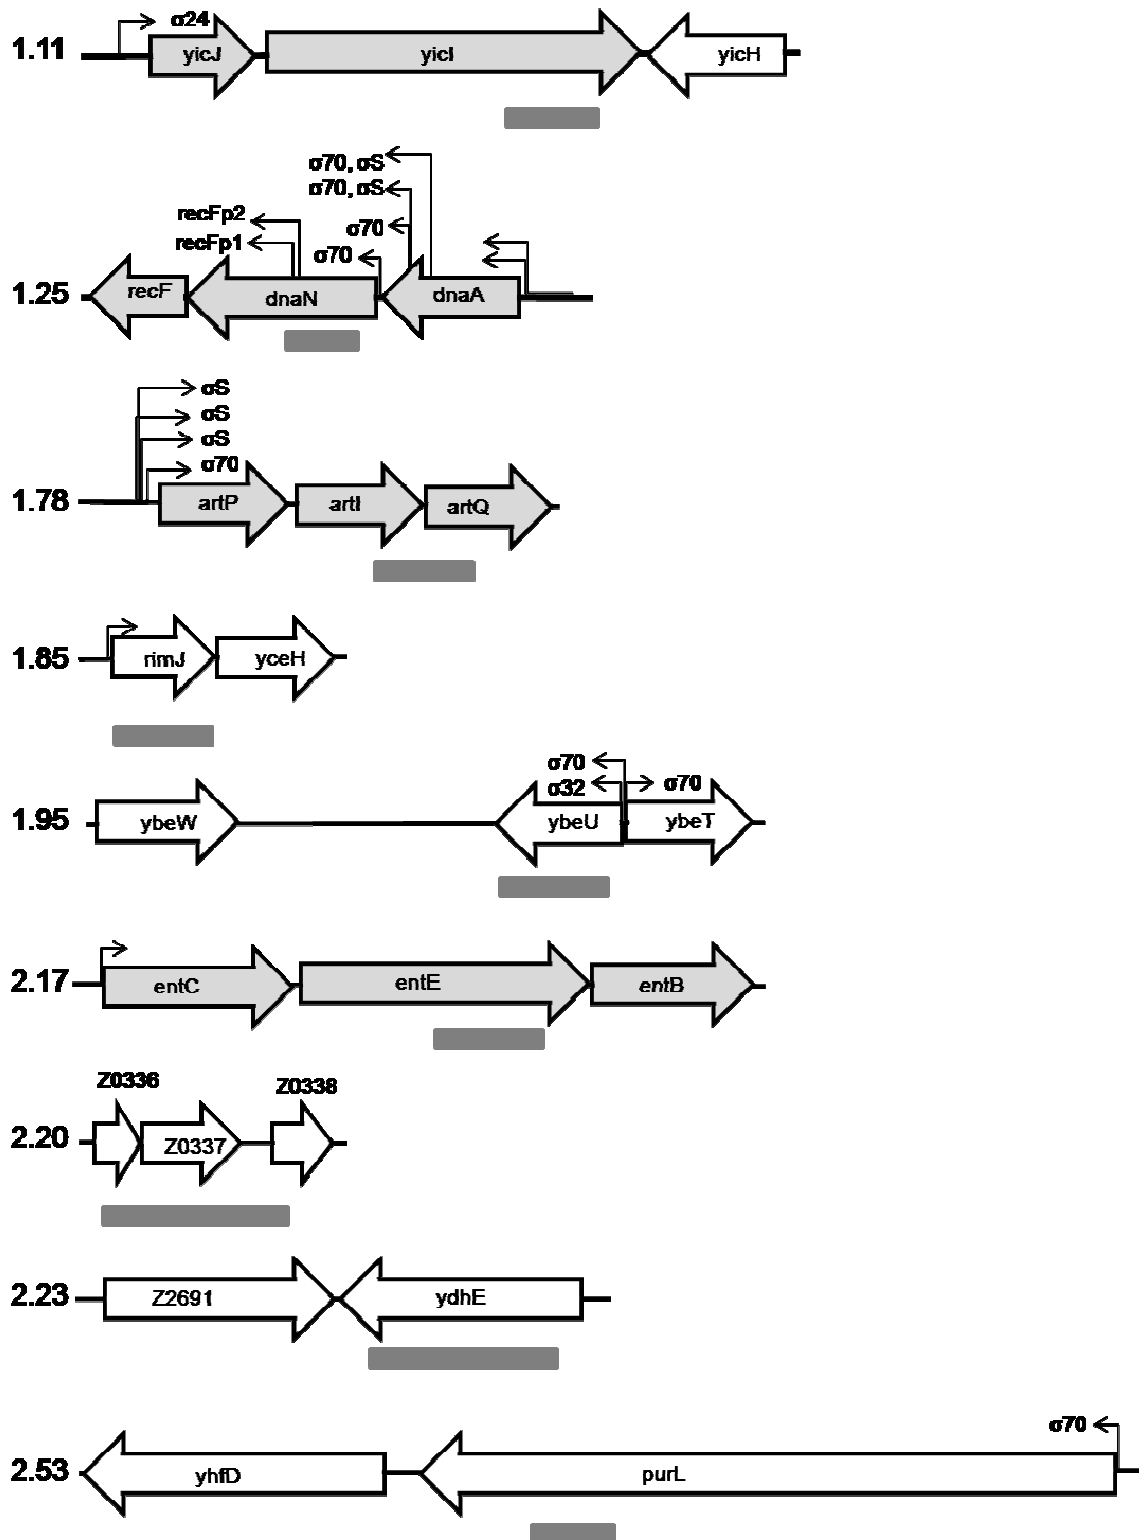 1.11 σ24
yicJ yicI yicH
σ70, σS
σ70, σS
recFp2 σ70
recFp1 σ70
1.25 recF dnaN dnaA
σS
σS
σS
σ70
1.78 artP artI artQ
1.85 rimJ yceH
σ70
σ32 σ70
1.95 ybeW ybeU ybeT
2.17 entC entE entB
Z0336 Z0338
2.20 Z0337
2.23 Z2691 ydhE
σ70
2.53 yhfD purL